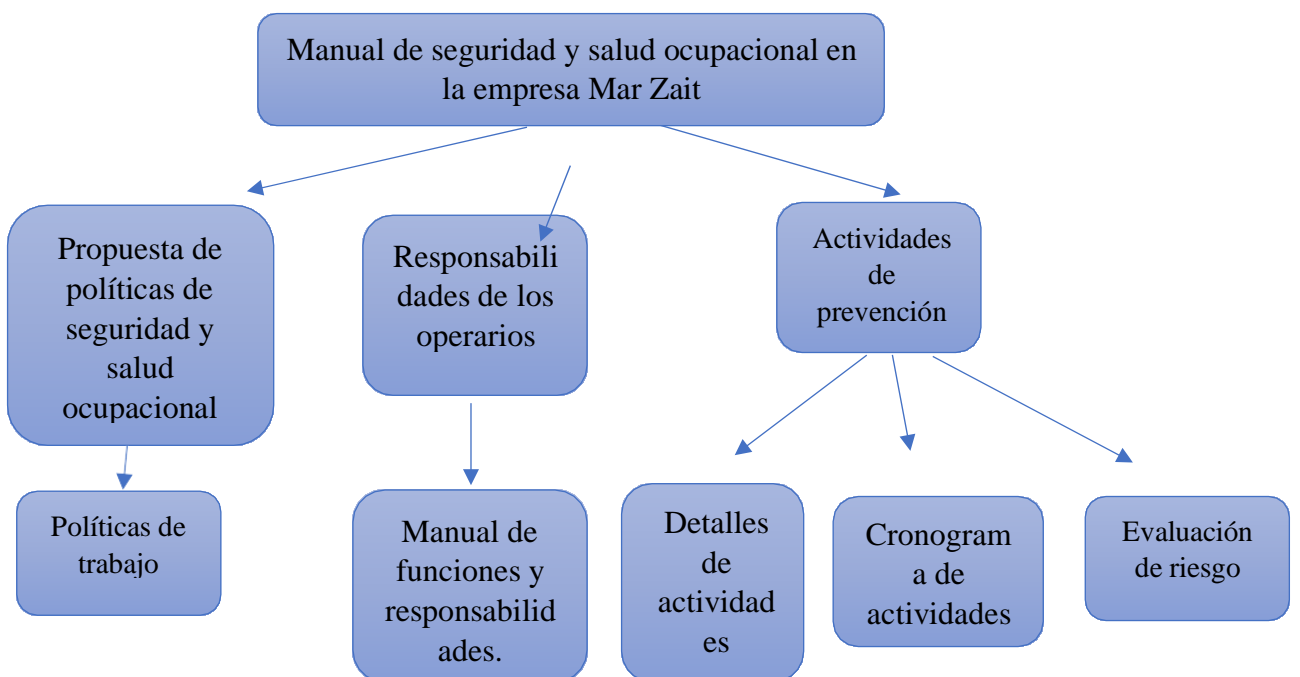 Manual de seguridad y salud ocupacional en
la empresa Mar Zait
Propuesta de
políticas de
seguridad y
salud
ocupacional
Responsabili
dades de los
operarios
Actividades
de
prevención
Políticas de
trabajo
Manual de
funciones y
responsabilid
ades.
Detalles
de
actividad
es
Cronogram
a de
actividades
Evaluación
de riesgo